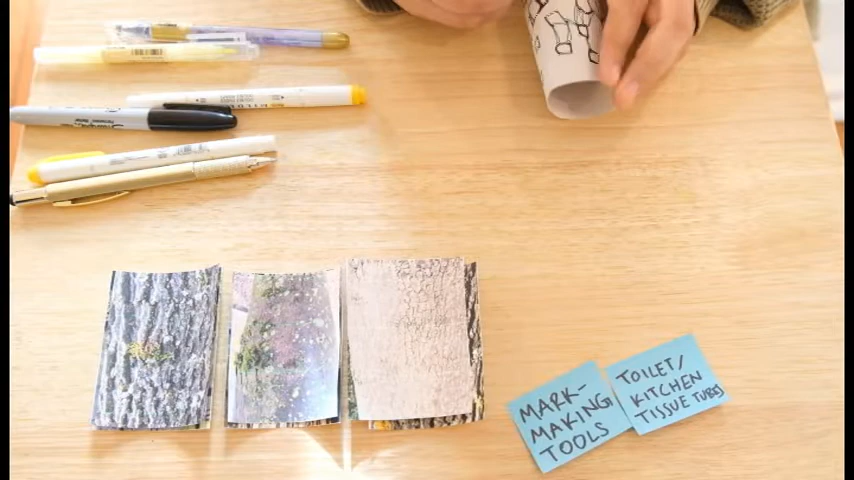 MARK-
MAKING
TOOLS
TOILET/
KITCHEN
TISSUE TUBES